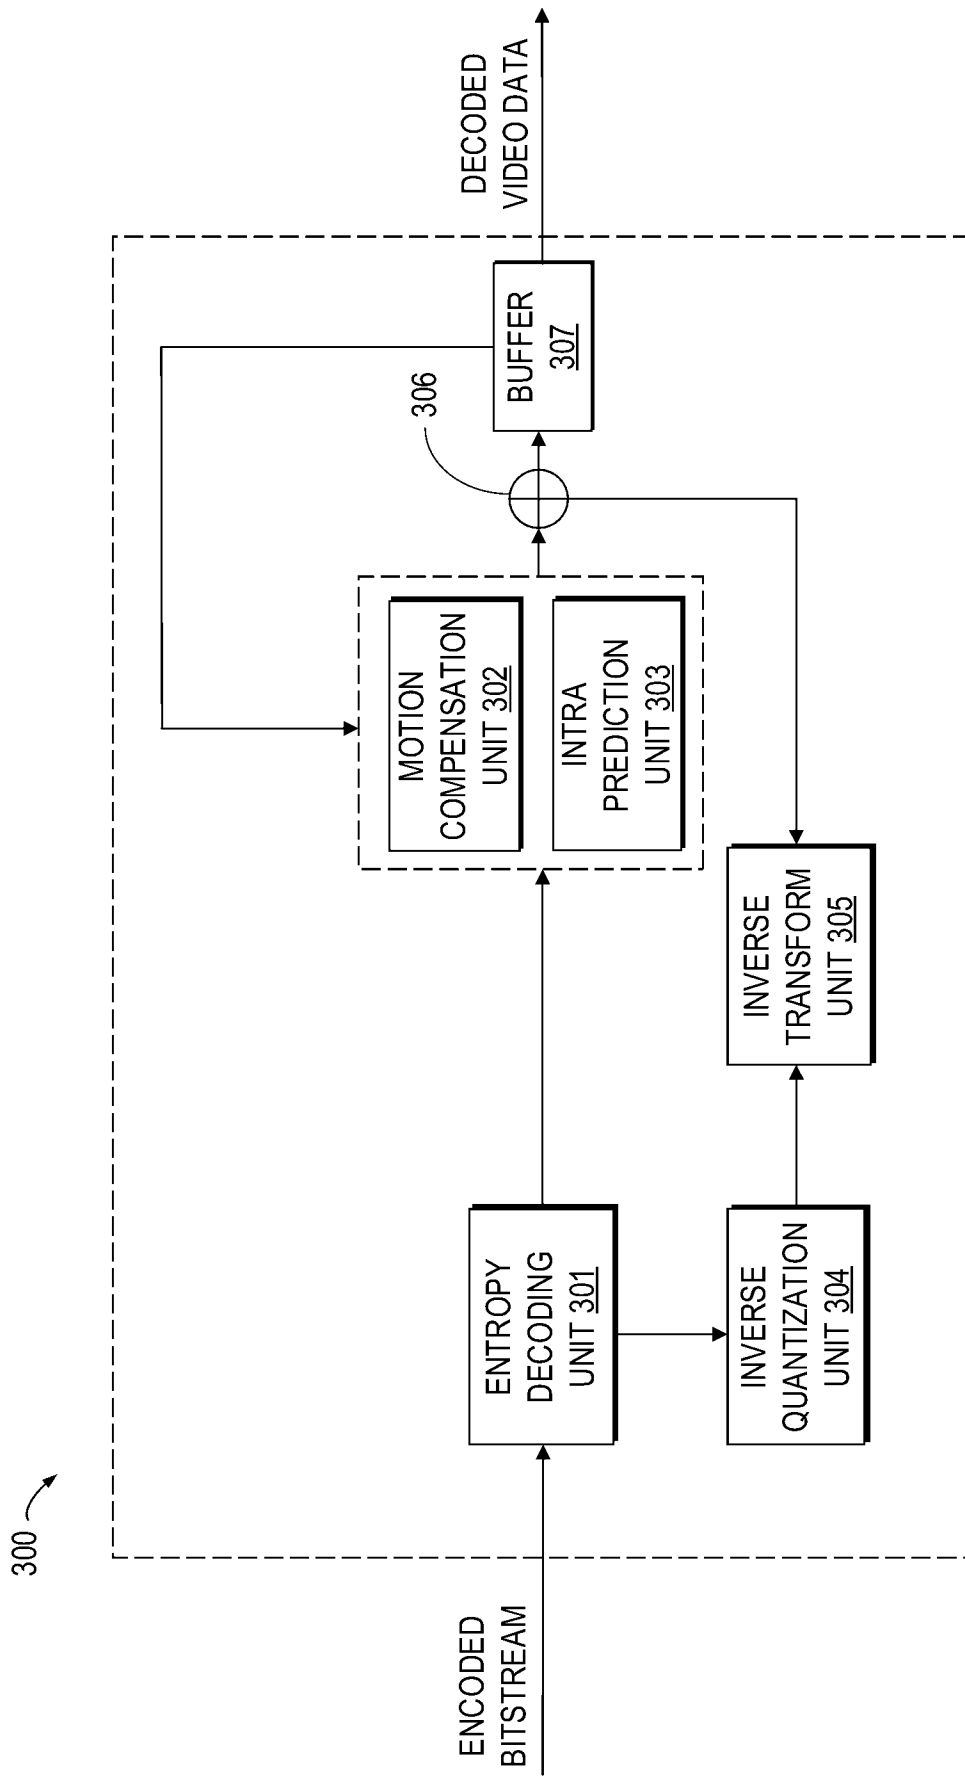 300
ENCODED
BITSTREAM
ENTROPY
DECODING
UNIT 301
INVERSE
QUANTIZATION
UNIT 304
INVERSE
TRANSFORM
UNIT 305
MOTION
COMPENSATION
UNIT 302
INTRA
PREDICTION
UNIT 303
306
BUFFER
307
DECODED
VIDEO DATA